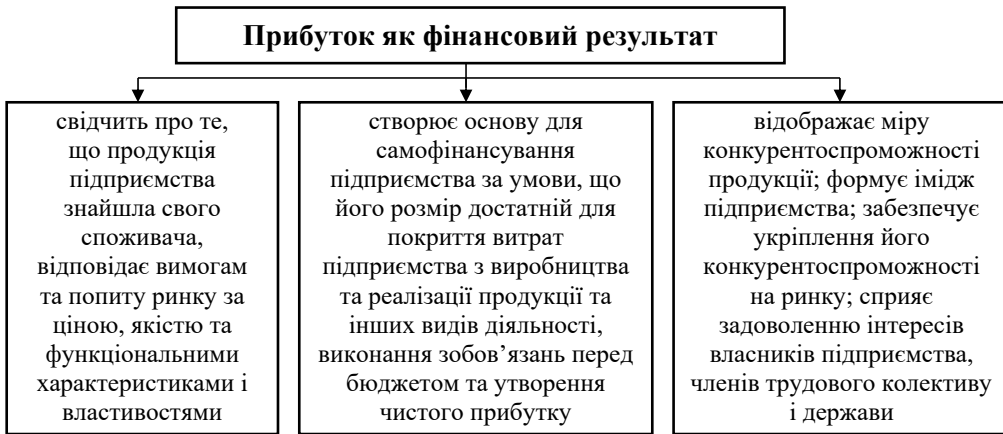 Прибуток як фінансовий результат
свідчить про те,
що продукція
підприємства
знайшла свого
споживача,
відповідає вимогам
та попиту ринку за
ціною, якістю та
функціональними
характеристиками і
властивостями
створює основу для
самофінансування
підприємства за умови, що
його розмір достатній для
покриття витрат
підприємства з виробництва
та реалізації продукції та
інших видів діяльності,
виконання зобов’язань перед
бюджетом та утворення
чистого прибутку
відображає міру
конкурентоспроможності
продукції; формує імідж
підприємства; забезпечує
укріплення його
конкурентоспроможності
на ринку; сприяє
задоволенню інтересів
власників підприємства,
членів трудового колективу
і держави